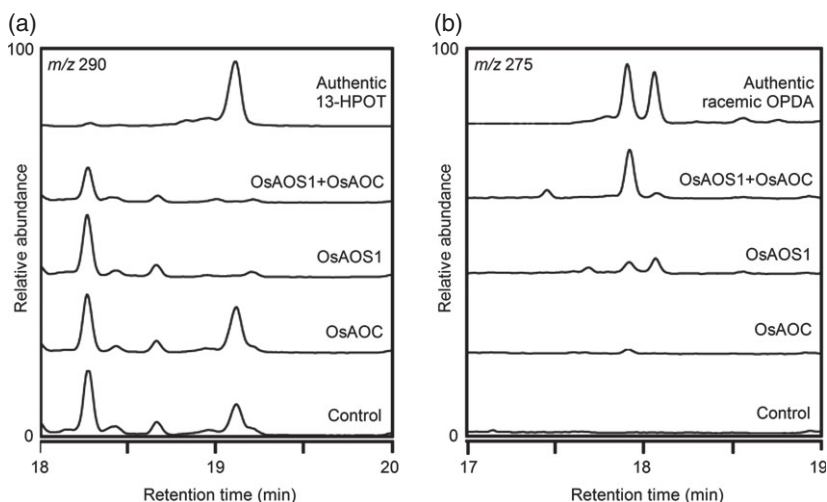 (a)
100
m/z 290
Authentic
13-HPOT
OsAOS1+OsAOC
OsAOS1
OsAOC
Control
0
Relative abundance
18
19
20
Retention time (min)
(b)
100
m/z 275
Authentic
racemic OPDA
OsAOS1+OsAOC
OsAOS1
OsAOC
Control
0
Relative abundance
17
18
19
Retention time (min)